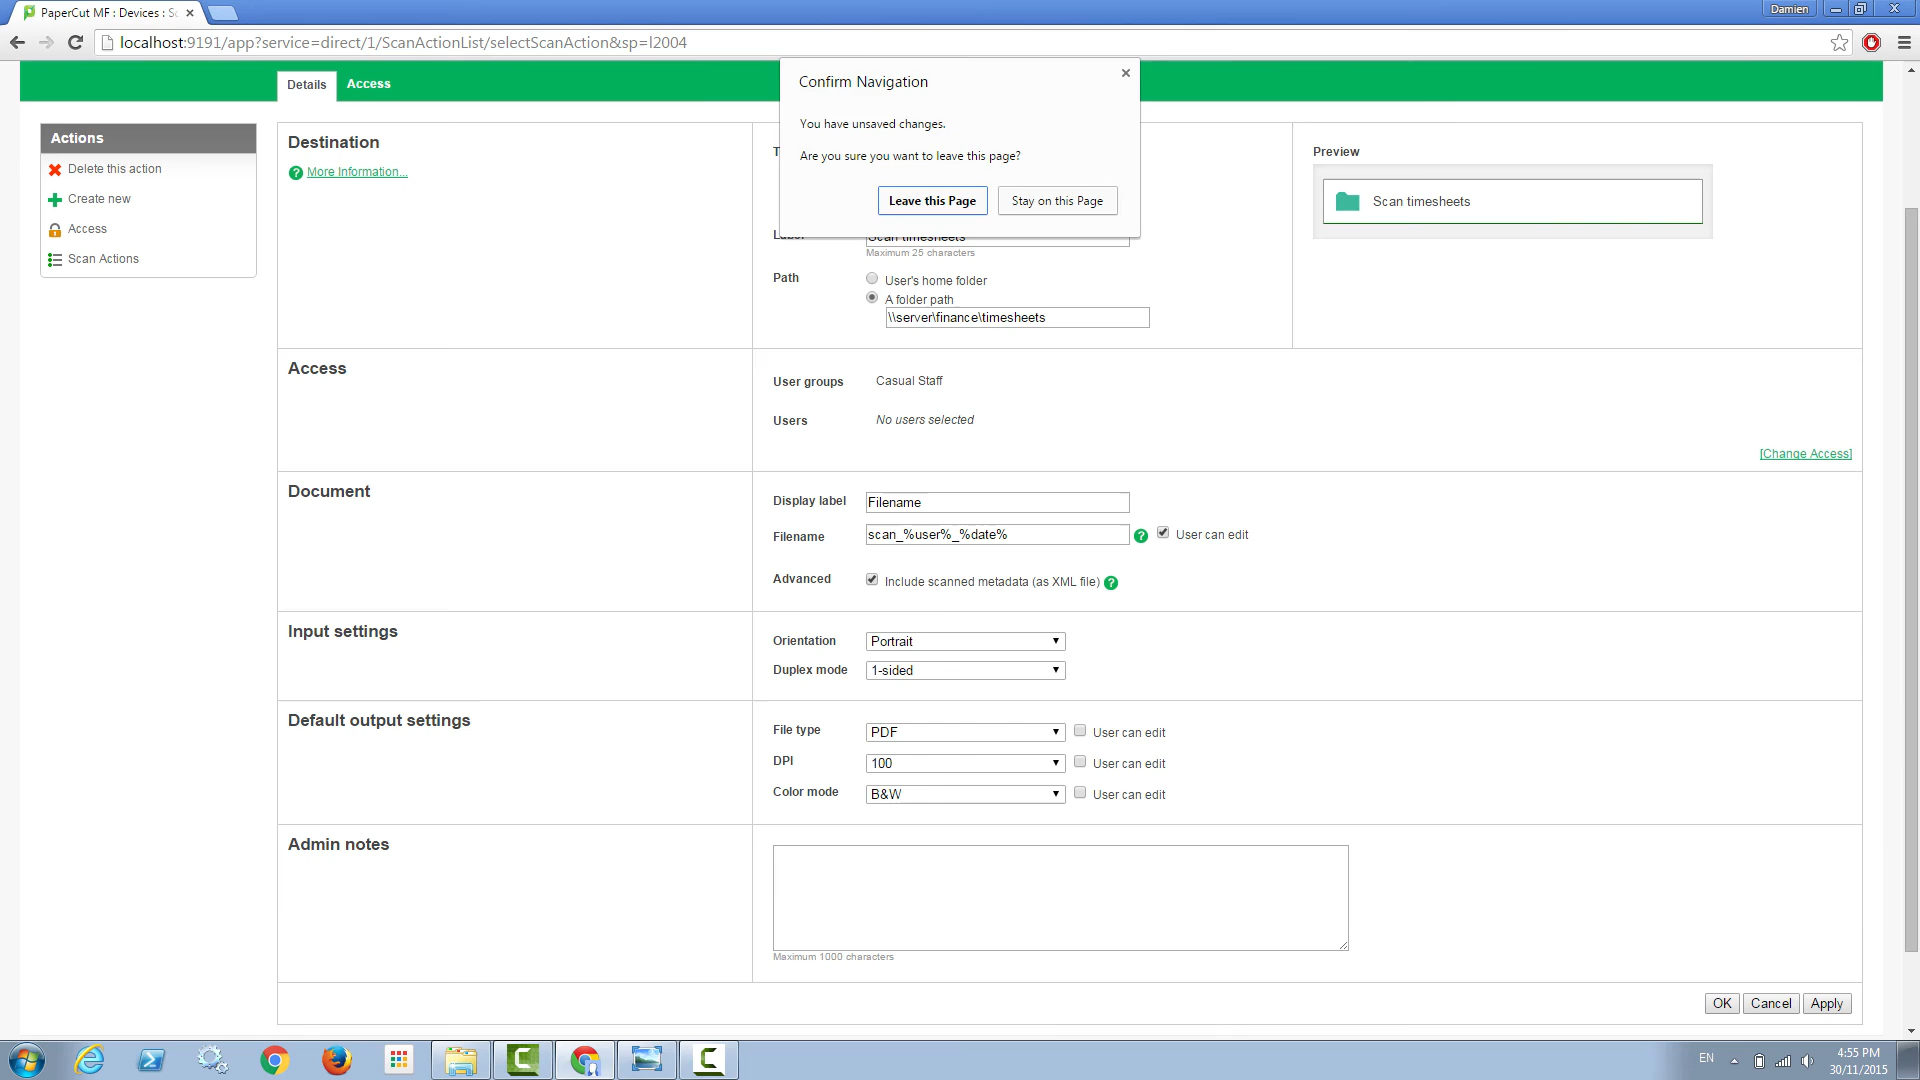 PaperCut MF : Devices : Sc
Damien
localhost:9191/app?service=direct/1/ScanActionList/selectScanAction&sp=l2004
Details
Access
Confirm Navigation
You have unsaved changes.
Are you sure you want to leave this page?
Leave this Page
Stay on this Page
Actions
Delete this action
Create new
Access
Scan Actions
Destination
? More Information...
T
Label
Scan timesheets
Maximum 25 characters
Path
User's home folder
A folder path
\\server\finance\timesheets
Preview
Scan timesheets
Access
User groups
Casual Staff
Users
No users selected
[Change Access]
Document
Display label
Filename
Filename
scan_%user%_%date%
? User can edit
Advanced
Include scanned metadata (as XML file) ?
Input settings
Orientation
Portrait
Duplex mode
1-sided
Default output settings
File type
PDF
User can edit
DPI
100
User can edit
Color mode
B&W
User can edit
Admin notes
Maximum 1000 characters
OK
Cancel
Apply
EN
4:55 PM
30/11/2015